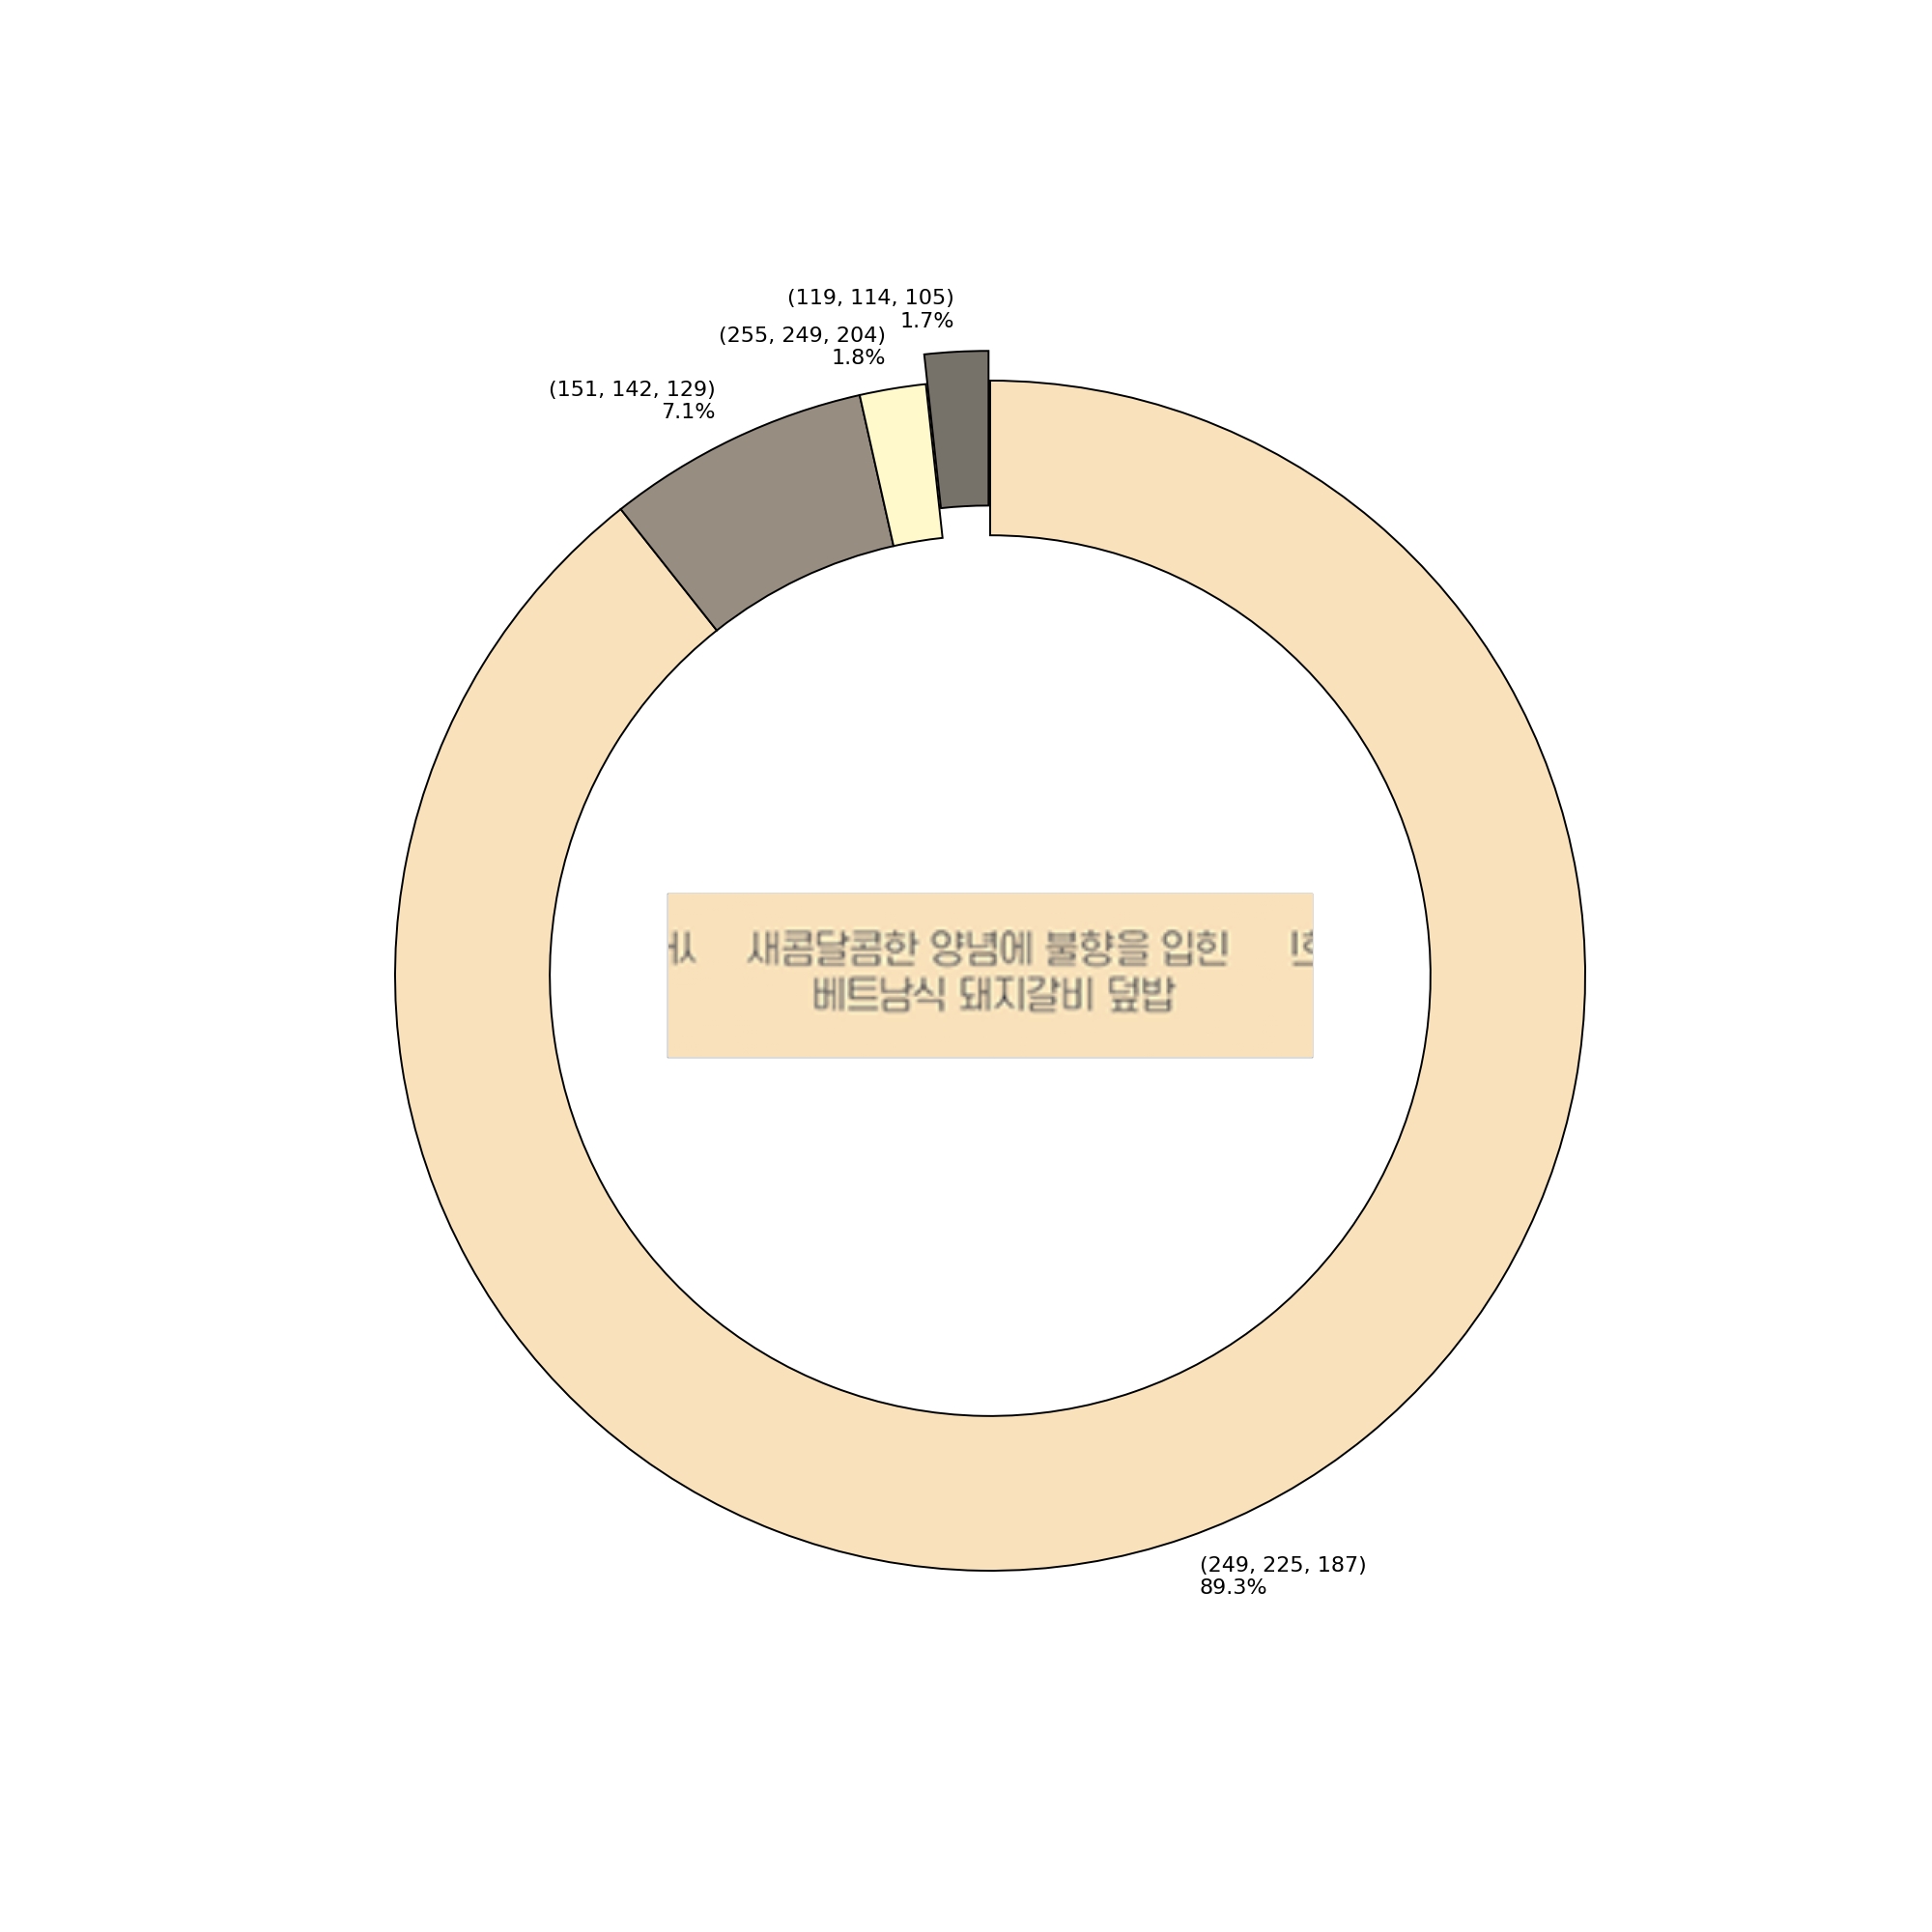 (119, 114, 105)
1.7%
(255, 249, 204)
1.8%
(151, 142, 129)
7.1%
새콤달콤한 양념에 불향을 입힌
베트남식 돼지갈비 덮밥
(249, 225, 187)
89.3%